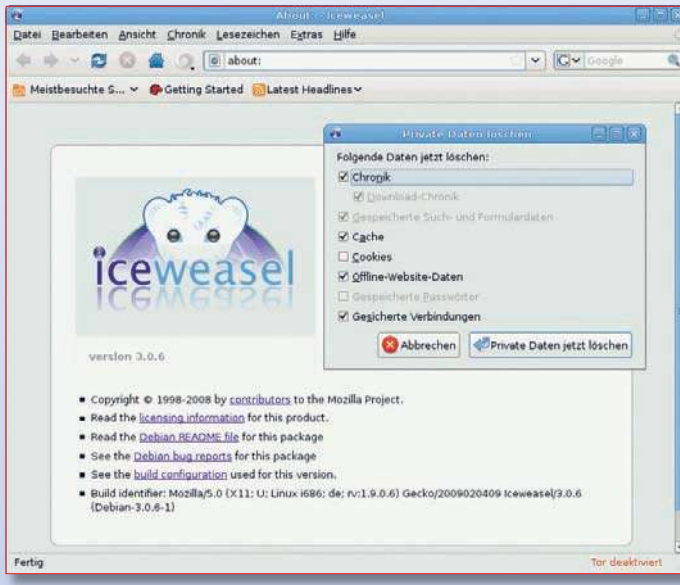 About: - Iceweasel
Datei Bearbeiten Ansicht Chronik Lesezeichen Extras Hilfe
about:
Google
Meistbesuchte S... Getting Started Latest Headlines
Private Daten löschen
Folgende Daten jetzt löschen:
Chronik
Download-Chronik
Gespeicherte Such- und Formulardaten
Cache
Cookies
Offline-Website-Daten
Gespeicherte Passwörter
Gesicherte Verbindungen
Abbrechen
Private Daten jetzt löschen
iceweasel
version 3.0.6
Copyright © 1998-2008 by contributors to the Mozilla Project.
Read the licensing information for this product.
Read the Debian README file for this package
See the Debian bug reports for this package
See the build configuration used for this version.
Build identifier: Mozilla/5.0 (X11; U; Linux i686; de; rv:1.9.0.6) Gecko/2009020409 Iceweasel/3.0.6
(Debian-3.0.6-1)
Fertig
Tor deaktiviert